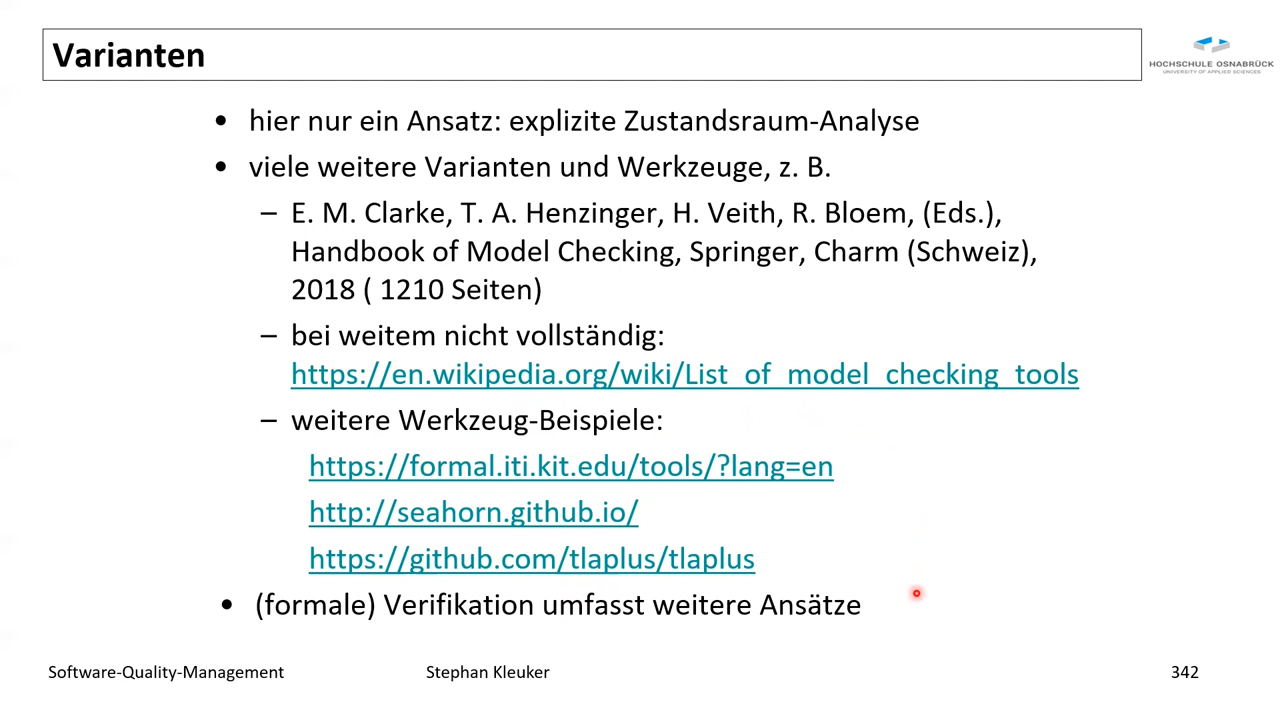 Varianten
HOCHSCHULE OSNABRÜCK
UNIVERSITY OF APPLIED SCIENCES
• hier nur ein Ansatz: explizite Zustandsraum-Analyse
• viele weitere Varianten und Werkzeuge, z. B.
– E. M. Clarke, T. A. Henzinger, H. Veith, R. Bloem, (Eds.),
Handbook of Model Checking, Springer, Charm (Schweiz),
2018 ( 1210 Seiten)
– bei weitem nicht vollständig:
https://en.wikipedia.org/wiki/List_of_model_checking_tools
– weitere Werkzeug-Beispiele:
https://formal.iti.kit.edu/tools/?lang=en
http://seahorn.github.io/
https://github.com/tlaplus/tlaplus
• (formale) Verifikation umfasst weitere Ansätze
Software-Quality-Management Stephan Kleuker 342